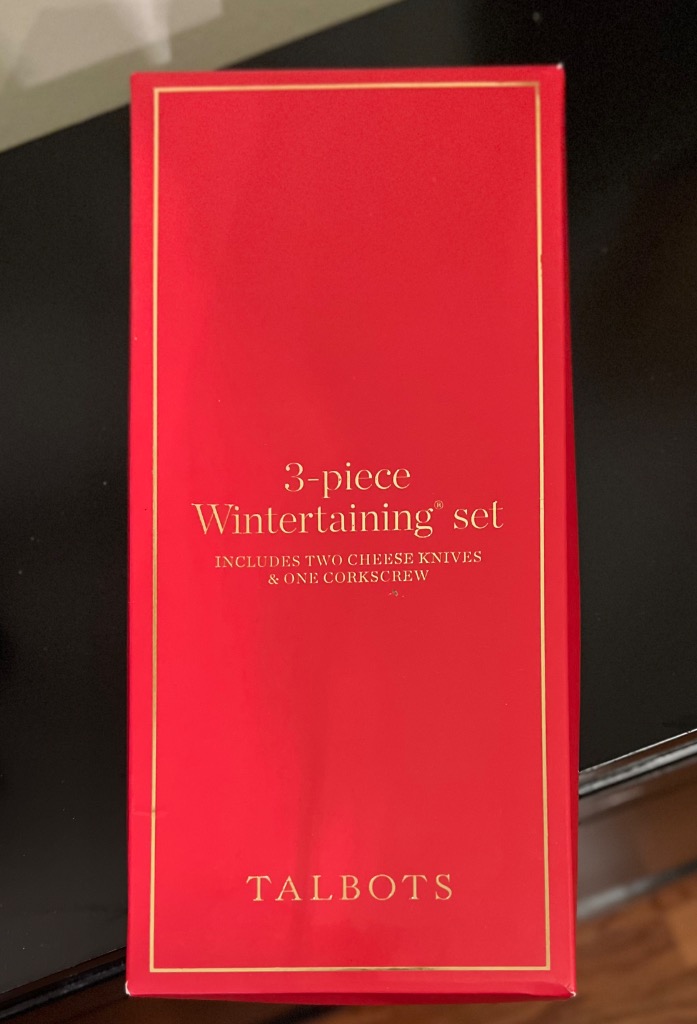 3-piece
Wintertaining® set
INCLUDES TWO CHEESE KNIVES
& ONE CORKSCREW
TALBOTS